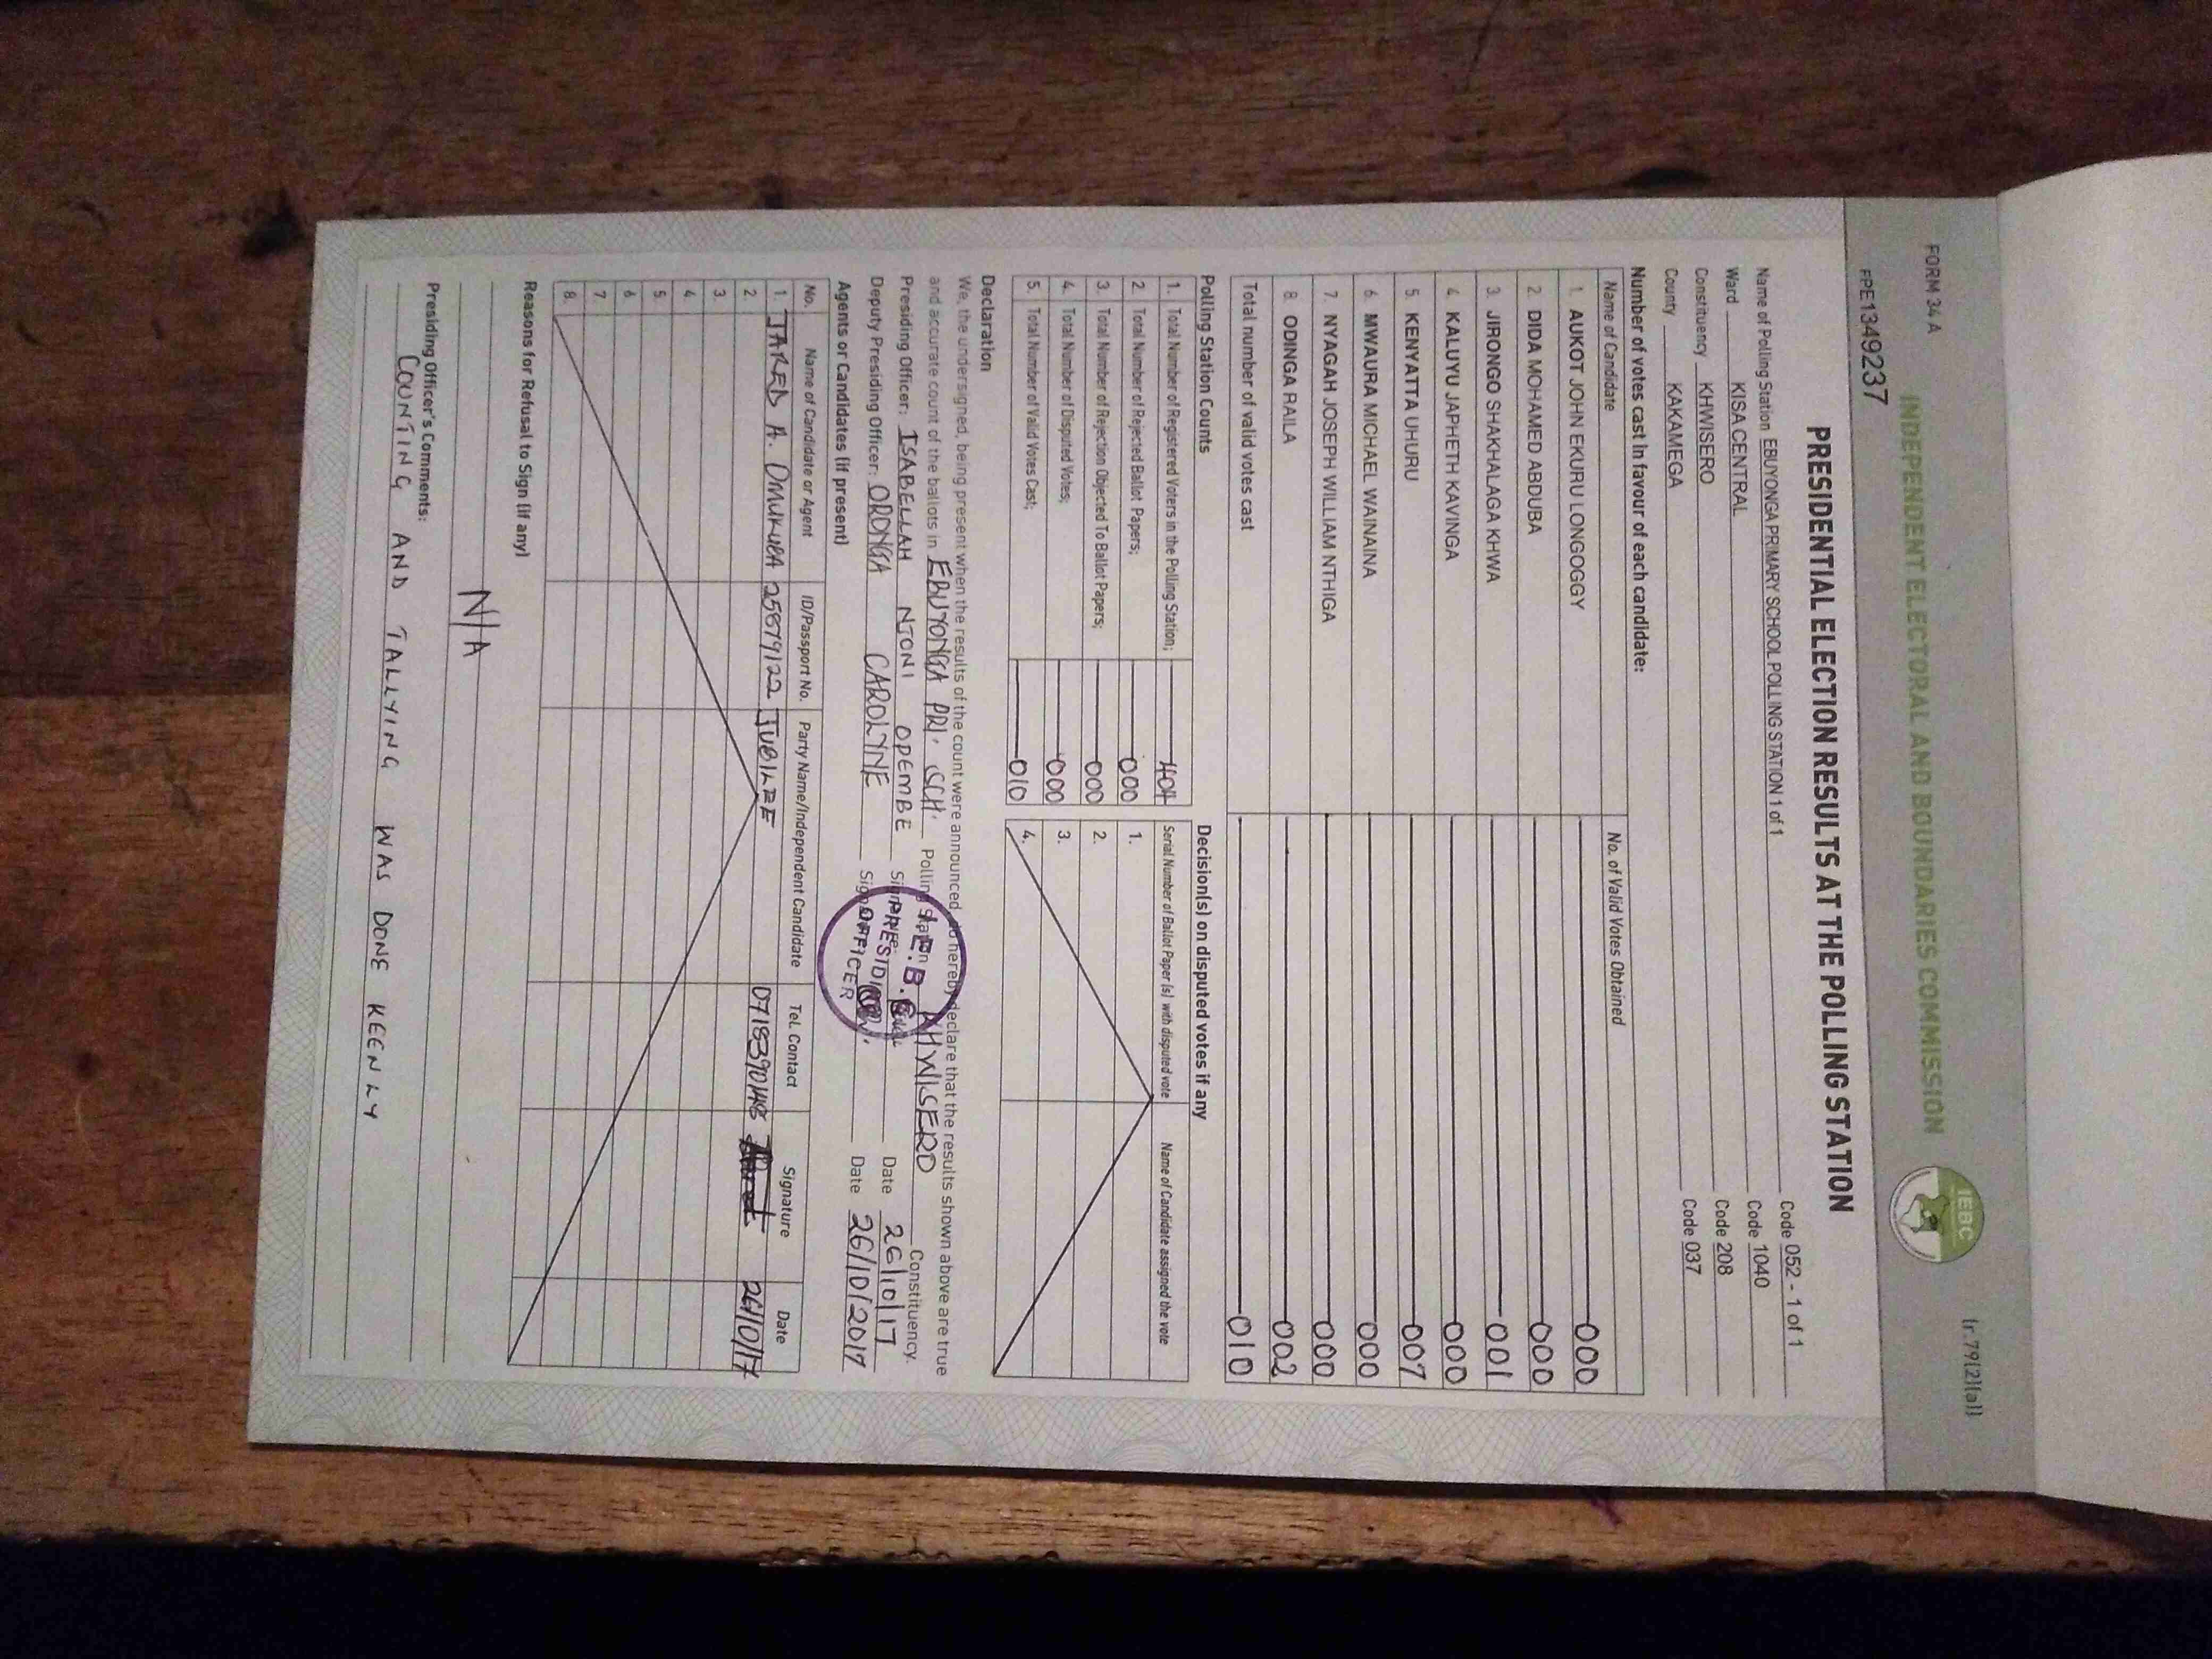 FORM 34 A
(r.79(2)(a))
INDEPENDENT ELECTORAL AND BOUNDARIES COMMISSION
IEBC
FPE1349237
PRESIDENTIAL ELECTION RESULTS AT THE POLLING STATION
Name of Polling Station EBUYONGA PRIMARY SCHOOL POLLING STATION 1 of 1 Code 052 - 1 of 1
Ward KISA CENTRAL Code 1040
Constituency KHWISERO Code 208
County KAKAMEGA Code 037
Number of votes cast in favour of each candidate:
Name of Candidate No. of Valid Votes Obtained
1. AUKOT JOHN EKURU LONGOGGY 000
2. DIDA MOHAMED ABDUBA 000
3. JIRONGO SHAKHALAGA KHWA 001
4. KALUYU JAPHETH KAVINGA 000
5. KENYATTA UHURU 007
6. MWAURA MICHAEL WAINAINA 000
7. NYAGAH JOSEPH WILLIAM NTHIGA 000
8. ODINGA RAILA 002
Total number of valid votes cast 010
Polling Station Counts
1. Total Number of Registered Voters in the Polling Station; 404
2. Total Number of Rejected Ballot Papers; 000
3. Total Number of Rejection Objected To Ballot Papers; 000
4. Total Number of Disputed Votes; 000
5. Total Number of Valid Votes Cast; 010
Decision(s) on disputed votes if any
Serial Number of Ballot Paper (s) with disputed vote Name of Candidate assigned the vote
1.
2.
3.
4.
Declaration
We, the undersigned, being present when the results of the count were announced, do hereby declare that the results shown above are true
and accurate count of the ballots in EBUYONGA PRI. SCH. Polling Station KHWISERO Constituency.
Presiding Officer: ISABELLAH NJONI OPEMBE Signature Date 26/10/17
Deputy Presiding Officer: ORONGA CAROLYNE Signature Date 26/10/2017
I.E.B.C
PRESIDING
OFFICER
Agents or Candidates (if present)
No. Name of Candidate or Agent ID/Passport No. Party Name/Independent Candidate Tel. Contact Signature Date
1. JARED A. OMUKUBA 25879122 JUBILEE 26/10/17
2.
3.
4
5
6
7
8.
Reasons for Refusal to Sign (if any)
N/A
Presiding Officer's Comments:
COUNTING AND TALLYING WAS DONE KEENLY